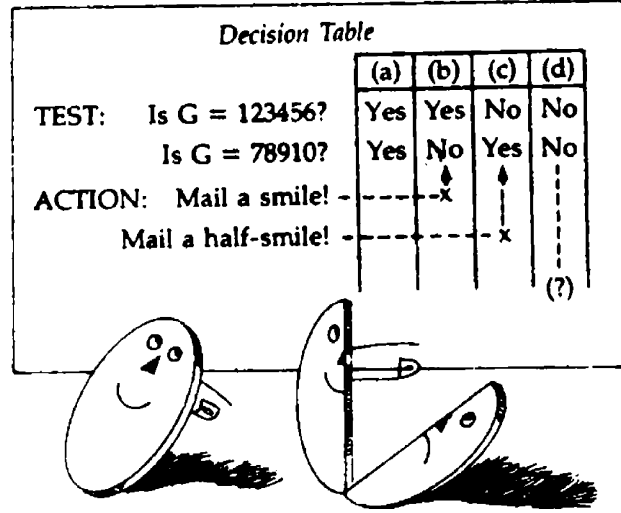 Decision Table
(a) (b) (c) (d)
TEST: Is G = 123456? Yes Yes No No
Is G = 78910? Yes No Yes No
ACTION: Mail a smile! x
Mail a half-smile! x
(?)